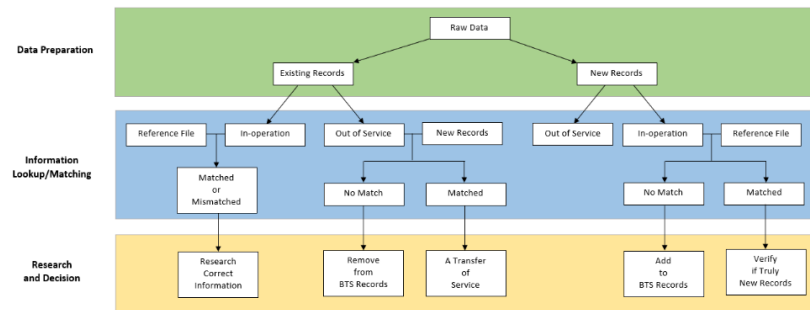 Raw Data
Data Preparation
Existing Records
New Records
Reference File
In-operation
Out of Service
New Records
Out of Service
In-operation
Reference File
Information
Lookup/Matching
Matched
or
Mismatched
No Match
Matched
No Match
Matched
Research
and Decision
Research
Correct
Information
Remove
from
BTS Records
A Transfer
of
Service
Add
to
BTS Records
Verify
if Truly
New Records